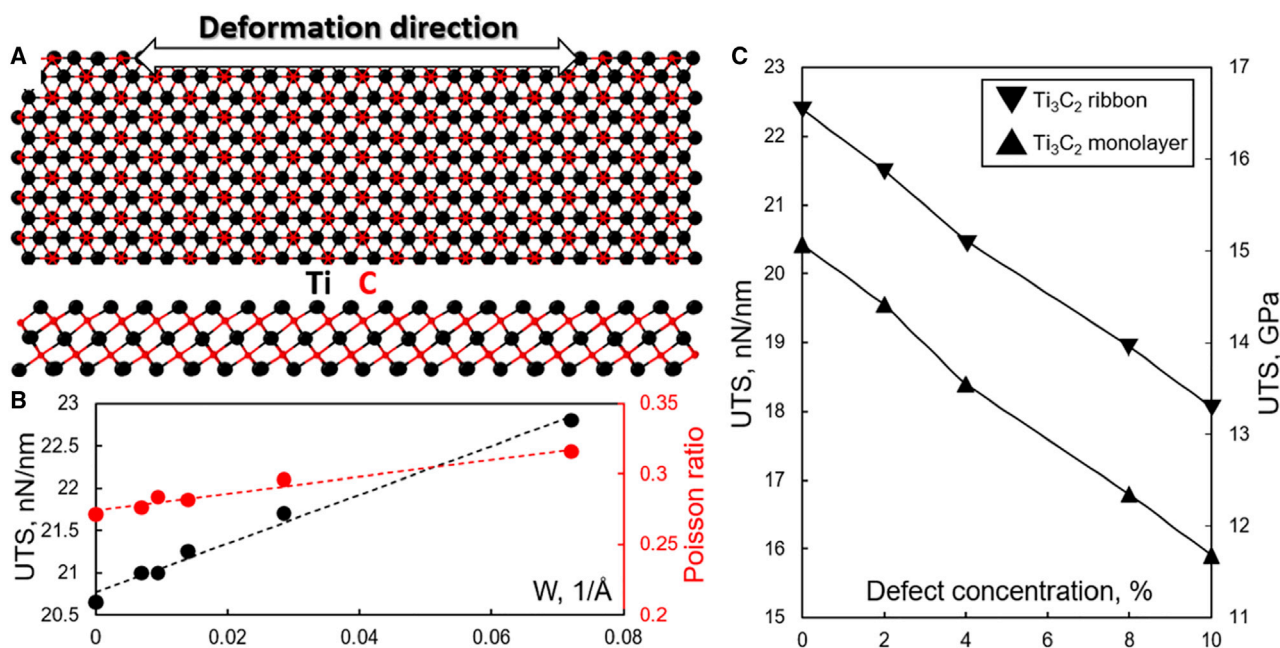 A
Deformation direction
Ti C
B
23
22.5
22
21.5
21
20.5
UTS, nN/nm
0
0.02
0.04
0.06
0.08
W, 1/Å
0.35
0.3
0.25
0.2
Poisson ratio
C
23
22
21
20
19
18
17
16
15
UTS, nN/nm
Ti₃C₂ ribbon
Ti₃C₂ monolayer
Defect concentration, %
0
2
4
6
8
10
17
16
15
14
13
12
11
UTS, GPa